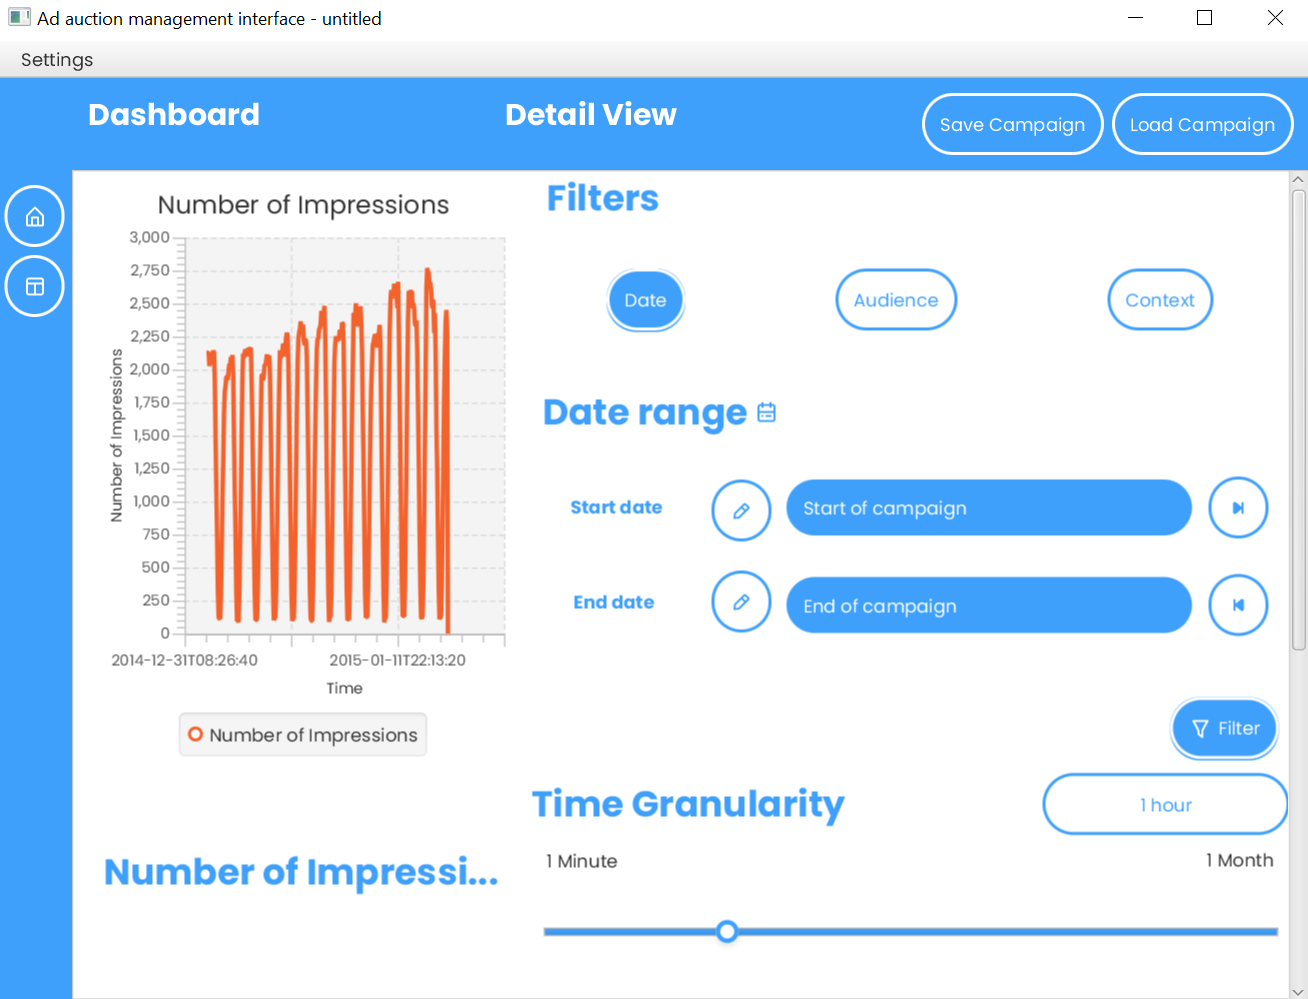 Ad auction management interface - untitled
Settings
Dashboard
Detail View
Save Campaign
Load Campaign
Number of Impressions
3,000
2,750
2,500
2,250
2,000
1,750
1,500
1,250
1,000
750
500
250
0
Number of Impressions
2014-12-31T08:26:40
2015-01-11T22:13:20
Time
Number of Impressions
Number of Impressi...
Filters
Date
Audience
Context
Date range
Start date
Start of campaign
End date
End of campaign
Filter
Time Granularity
1 hour
1 Minute
1 Month